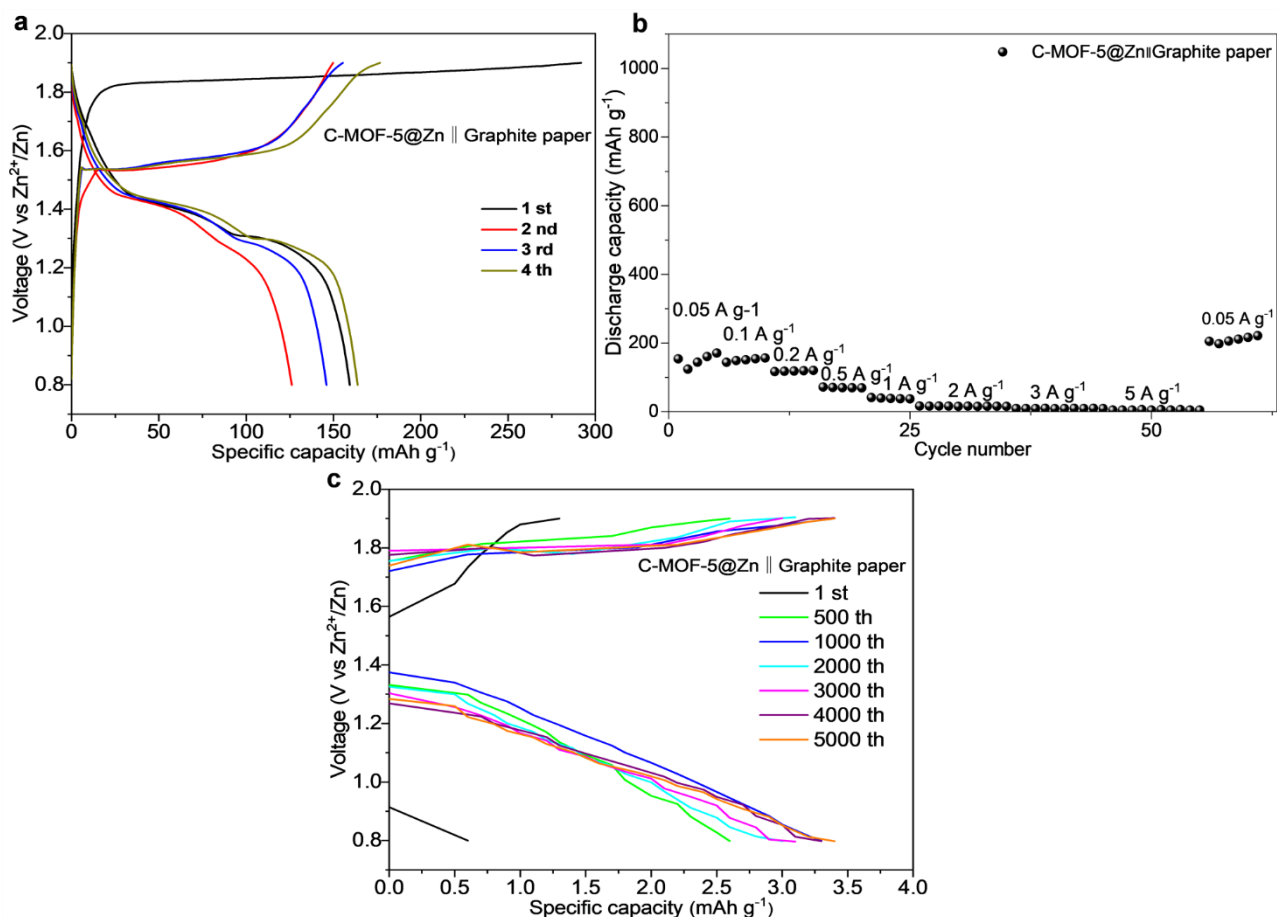 a
2.0
1.8
1.6
1.4
1.2
1.0
0.8
Voltage (V vs Zn²⁺/Zn)
C-MOF-5@Zn ∥ Graphite paper
1 st
2 nd
3 rd
4 th
0 50 100 150 200 250 300
Specific capacity (mAh g⁻¹)
b
C-MOF-5@Zn∥Graphite paper
1000
800
600
400
200
0
Discharge capacity (mAh g⁻¹)
0.05 A g-1
0.1 A g⁻¹
0.2 A g⁻¹
0.5 A g⁻¹
1 A g⁻¹
2 A g⁻¹
3 A g⁻¹
5 A g⁻¹
0.05 A g⁻¹
0 25 50
Cycle number
c
2.0
1.8
1.6
1.4
1.2
1.0
0.8
Voltage (V vs Zn²⁺/Zn)
C-MOF-5@Zn ∥ Graphite paper
1 st
500 th
1000 th
2000 th
3000 th
4000 th
5000 th
0.0 0.5 1.0 1.5 2.0 2.5 3.0 3.5 4.0
Specific capacity (mAh g⁻¹)